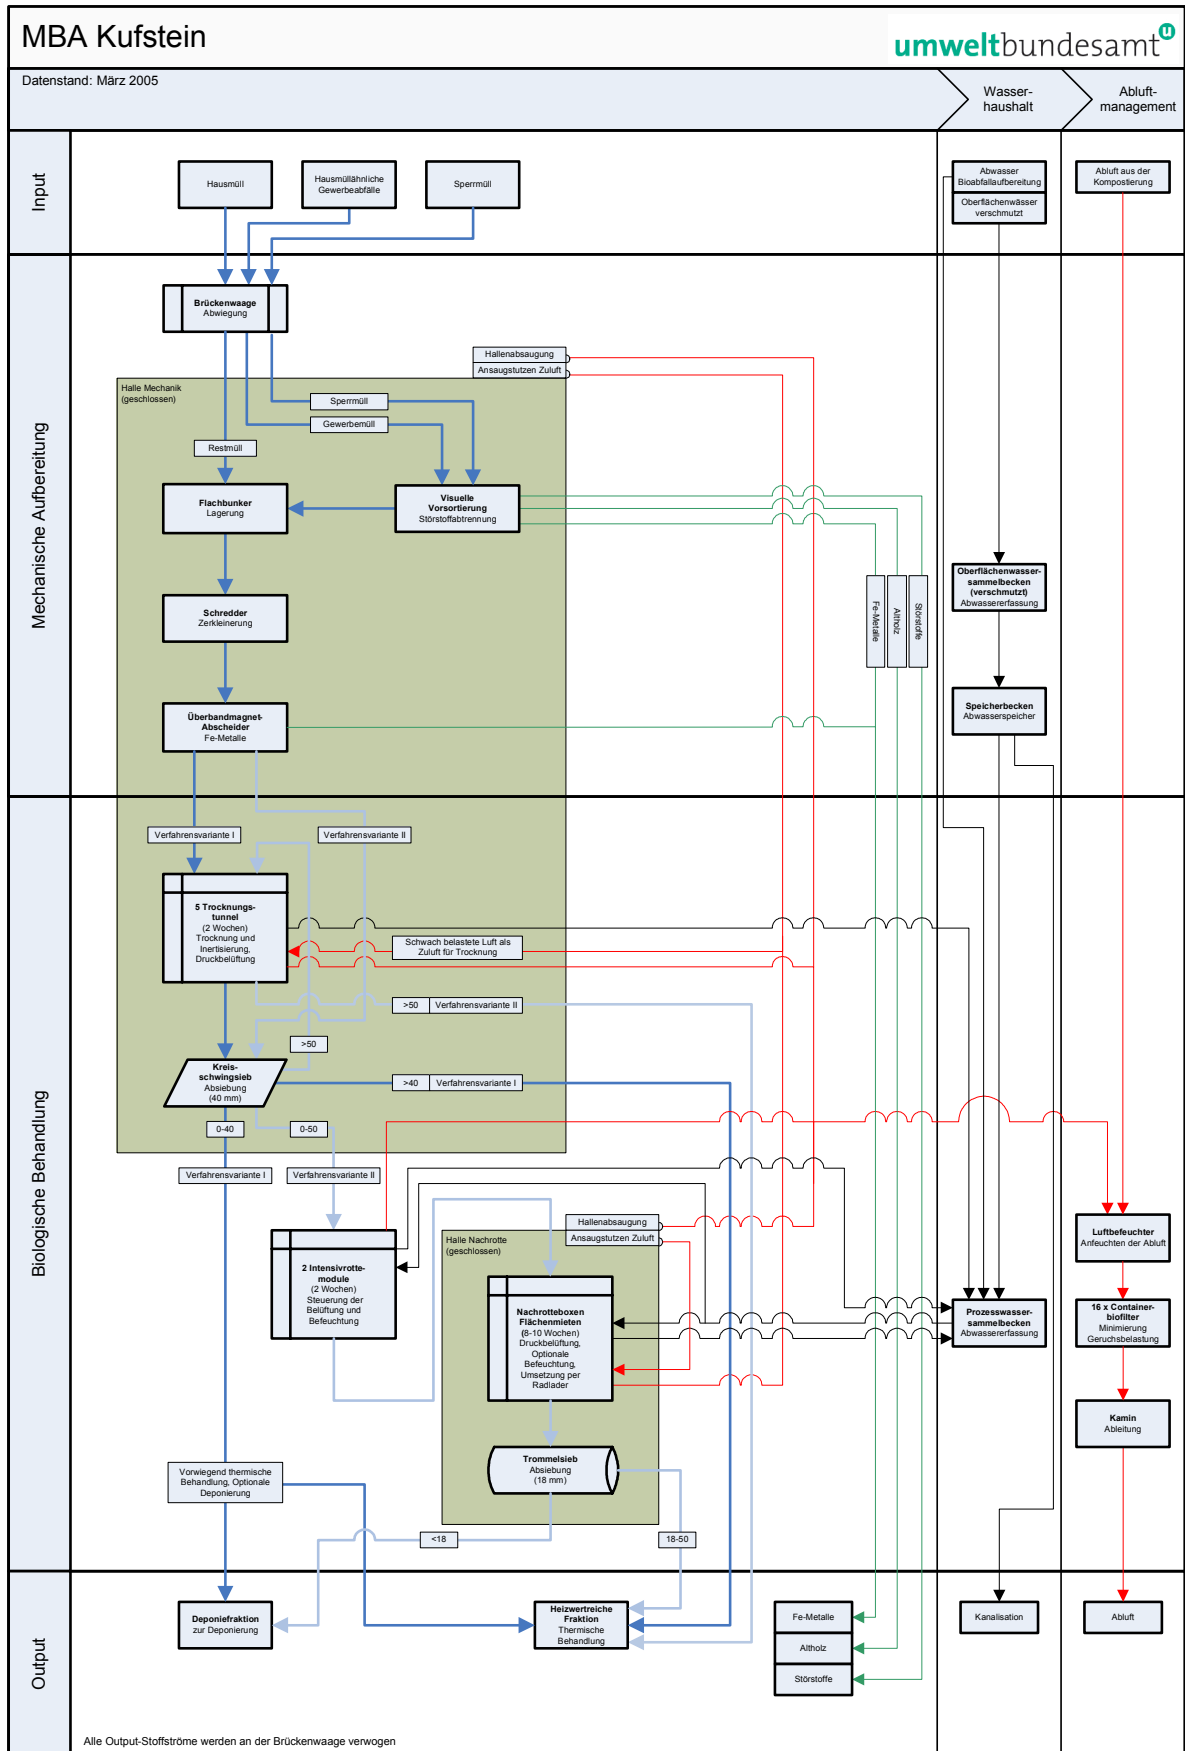 MBA Kufstein
umweltbundesamt
u
Datenstand: März 2005
Wasser-
haushalt
Abluft-
management
Input
Hausmüll
Hausmüllähnliche
Gewerbeabfälle
Sperrmüll
Abwasser
Bioabfallaufbereitung
Oberflächenwässer
verschmutzt
Abluft aus der
Kompostierung
Mechanische Aufbereitung
Brückenwaage
Abwiegung
Hallenabsaugung
Ansaugstutzen Zuluft
Halle Mechanik
(geschlossen)
Sperrmüll
Gewerbemüll
Restmüll
Flachbunker
Lagerung
Visuelle
Vorsortierung
Störstoffabtrennung
Schredder
Zerkleinerung
Fe-Metalle
Altholz
Störstoffe
Oberflächenwasser-
sammelbecken
(verschmutzt)
Abwassererfassung
Überbandmagnet-
Abscheider
Fe-Metalle
Speicherbecken
Abwasserspeicher
Biologische Behandlung
Verfahrensvariante I
Verfahrensvariante II
5 Trocknungs-
tunnel
(2 Wochen)
Trocknung und
Inertisierung,
Druckbelüftung
Schwach belastete Luft als
Zuluft für Trocknung
>50
Verfahrensvariante II
>50
Kreis-
schwingsieb
Absiebung
(40 mm)
>40
Verfahrensvariante I
0-40
0-50
Verfahrensvariante I
Verfahrensvariante II
Hallenabsaugung
Ansaugstutzen Zuluft
Halle Nachrotte
(geschlossen)
2 Intensivrotte-
module
(2 Wochen)
Steuerung der
Belüftung und
Befeuchtung
Nachrotteboxen
Flächenmieten
(8-10 Wochen)
Druckbelüftung,
Optionale
Befeuchtung,
Umsetzung per
Radlader
Prozesswasser-
sammelbecken
Abwassererfassung
Luftbefeuchter
Anfeuchten der Abluft
16 x Container-
biofilter
Minimierung
Geruchsbelastung
Kamin
Ableitung
Trommelsieb
Absiebung
(18 mm)
Vorwiegend thermische
Behandlung, Optionale
Deponierung
<18
18-50
Output
Deponiefraktion
zur Deponierung
Heizwertreiche
Fraktion
Thermische
Behandlung
Fe-Metalle
Altholz
Störstoffe
Kanalisation
Abluft
Alle Output-Stoffströme werden an der Brückenwaage verwogen